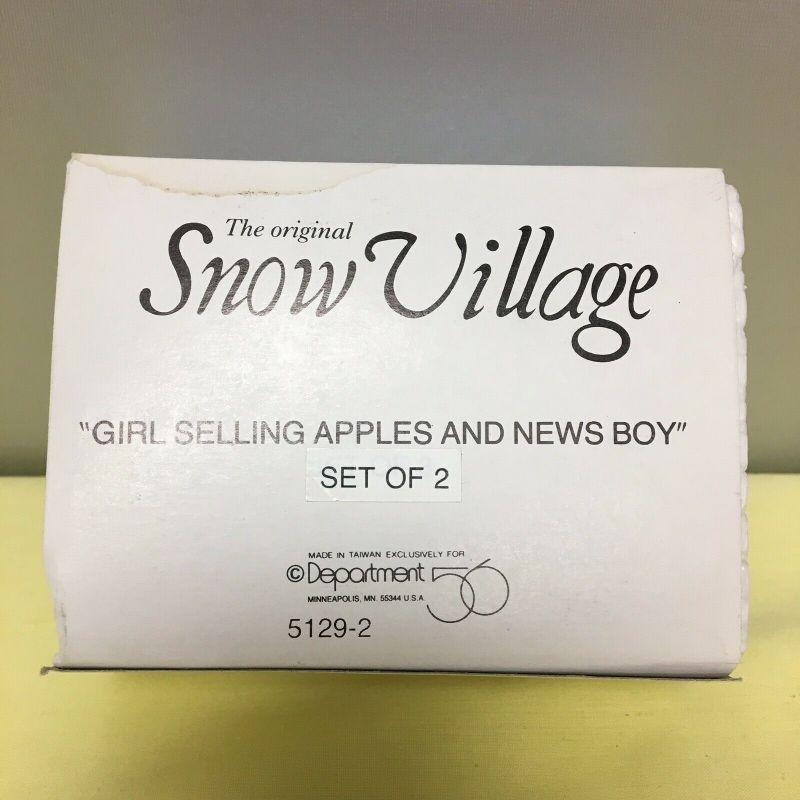 The original
Snow Village
"GIRL SELLING APPLES AND NEWS BOY"
SET OF 2
MADE IN TAIWAN EXCLUSIVELY FOR
© Department 56
MINNEAPOLIS, MN. 55344 U.S.A.
5129-2